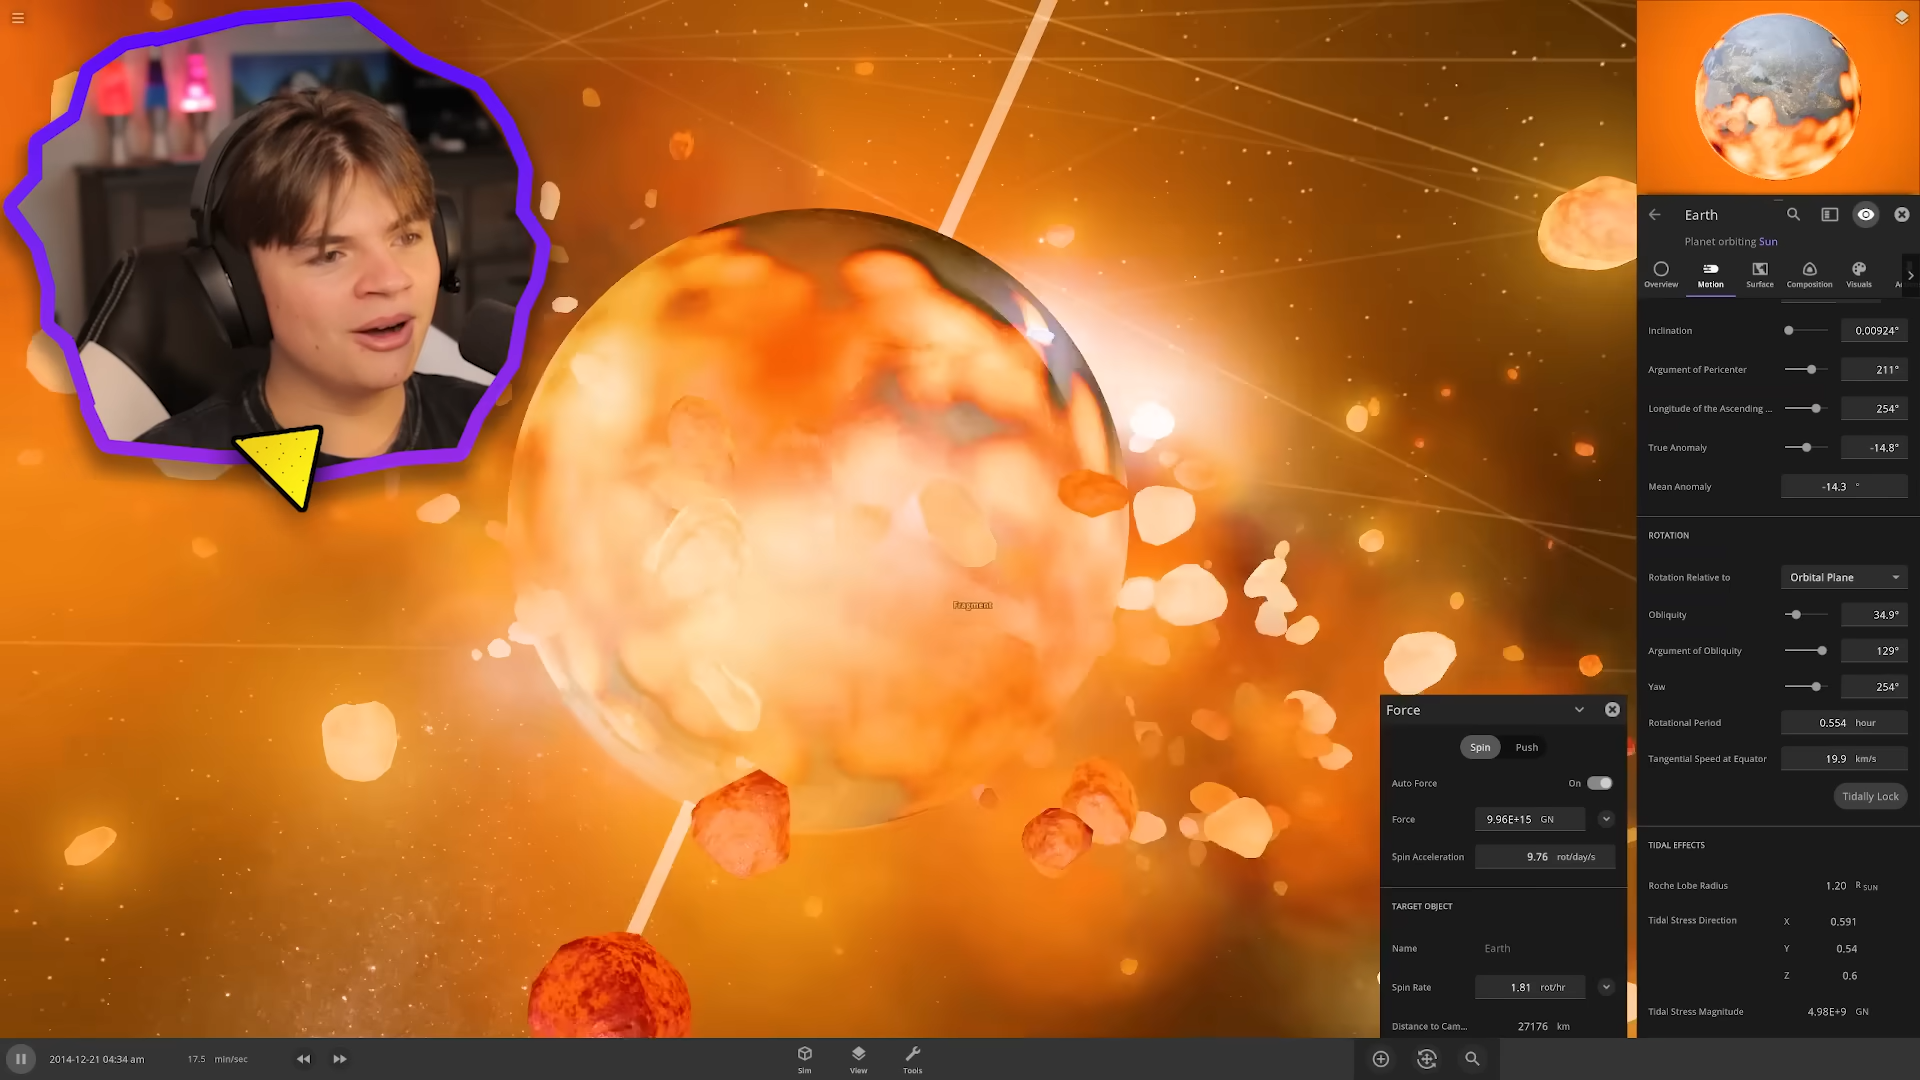 Earth
Planet orbiting Sun
Overview
Motion
Surface
Composition
Visuals
Inclination 0.00924°
Argument of Pericenter 211°
Longitude of the Ascending ... 254°
True Anomaly -14.8°
Mean Anomaly -14.3 °
ROTATION
Rotation Relative to Orbital Plane
Obliquity 34.9°
Argument of Obliquity 129°
Yaw 254°
Rotational Period 0.554 hour
Tangential Speed at Equator 19.9 km/s
Tidally Lock
TIDAL EFFECTS
Roche Lobe Radius 1.20 R SUN
Tidal Stress Direction X 0.591
Y 0.54
Z 0.6
Tidal Stress Magnitude 4.98E+9 GN
Fragment
Force
Spin Push
Auto Force On
Force 9.96E+15 GN
Spin Acceleration 9.76 rot/day/s
TARGET OBJECT
Name Earth
Spin Rate 1.81 rot/hr
Distance to Cam... 27176 km
2014-12-21 04:34 am 17.5 min/sec
Sim
View
Tools